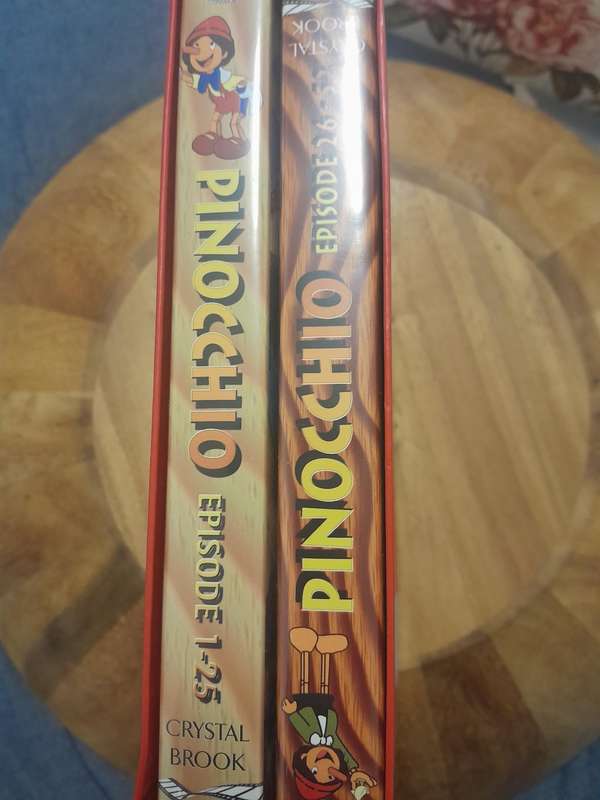 PINOCCHIO
EPISODE 1-25
CRYSTAL
BROOK
PINOCCHIO
EPISODE 26-52
CRYSTAL
BROOK